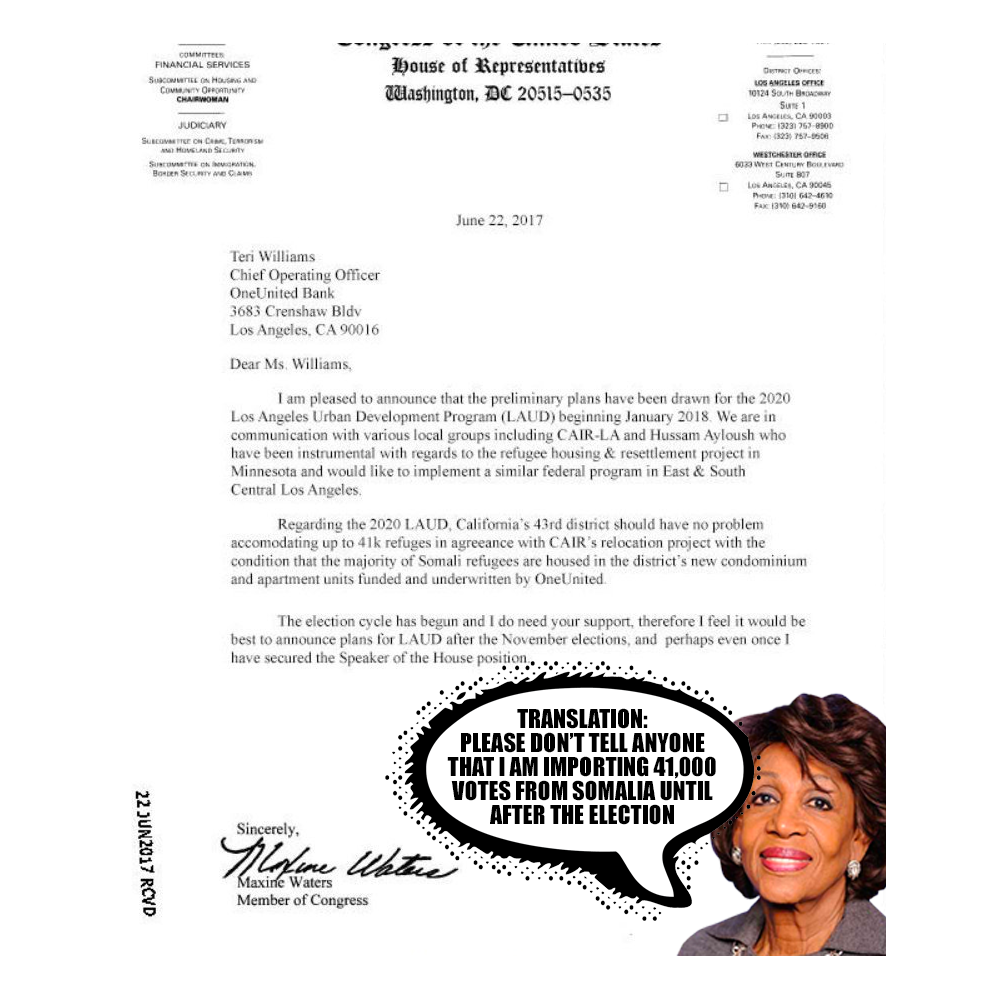 Congress of the United States
House of Representatives
Washington, DC 20515–0535
COMMITTEES:
FINANCIAL SERVICES
SUBCOMMITTEE ON HOUSING AND
COMMUNITY OPPORTUNITY
CHAIRWOMAN
JUDICIARY
SUBCOMMITTEE ON CRIME, TERRORISM
AND HOMELAND SECURITY
SUBCOMMITTEE ON IMMIGRATION,
BORDER SECURITY AND CLAIMS
DISTRICT OFFICES:
LOS ANGELES OFFICE
10124 SOUTH BROADWAY
SUITE 1
LOS ANGELES, CA 90003
PHONE: (323) 757–8900
FAX: (323) 757–9506
WESTCHESTER OFFICE
6033 WEST CENTURY BOULEVARD
SUITE 807
LOS ANGELES, CA 90045
PHONE: (310) 642–4610
FAX: (310) 642–9160
June 22, 2017
Teri Williams
Chief Operating Officer
OneUnited Bank
3683 Crenshaw Bldv
Los Angeles, CA 90016
Dear Ms. Williams,
I am pleased to announce that the preliminary plans have been drawn for the 2020
Los Angeles Urban Development Program (LAUD) beginning January 2018. We are in
communication with various local groups including CAIR-LA and Hussam Ayloush who
have been instrumental with regards to the refugee housing & resettlement project in
Minnesota and would like to implement a similar federal program in East & South
Central Los Angeles.
Regarding the 2020 LAUD, California's 43rd district should have no problem
accomodating up to 41k refuges in agreeance with CAIR's relocation project with the
condition that the majority of Somali refugees are housed in the district's new condominium
and apartment units funded and underwritten by OneUnited.
The election cycle has begun and I do need your support, therefore I feel it would be
best to announce plans for LAUD after the November elections, and perhaps even once I
have secured the Speaker of the House position.
TRANSLATION:
PLEASE DON'T TELL ANYONE
THAT I AM IMPORTING 41,000
VOTES FROM SOMALIA UNTIL
AFTER THE ELECTION
Sincerely,
Maxine Waters
Maxine Waters
Member of Congress
22 JUN2017 RCVD